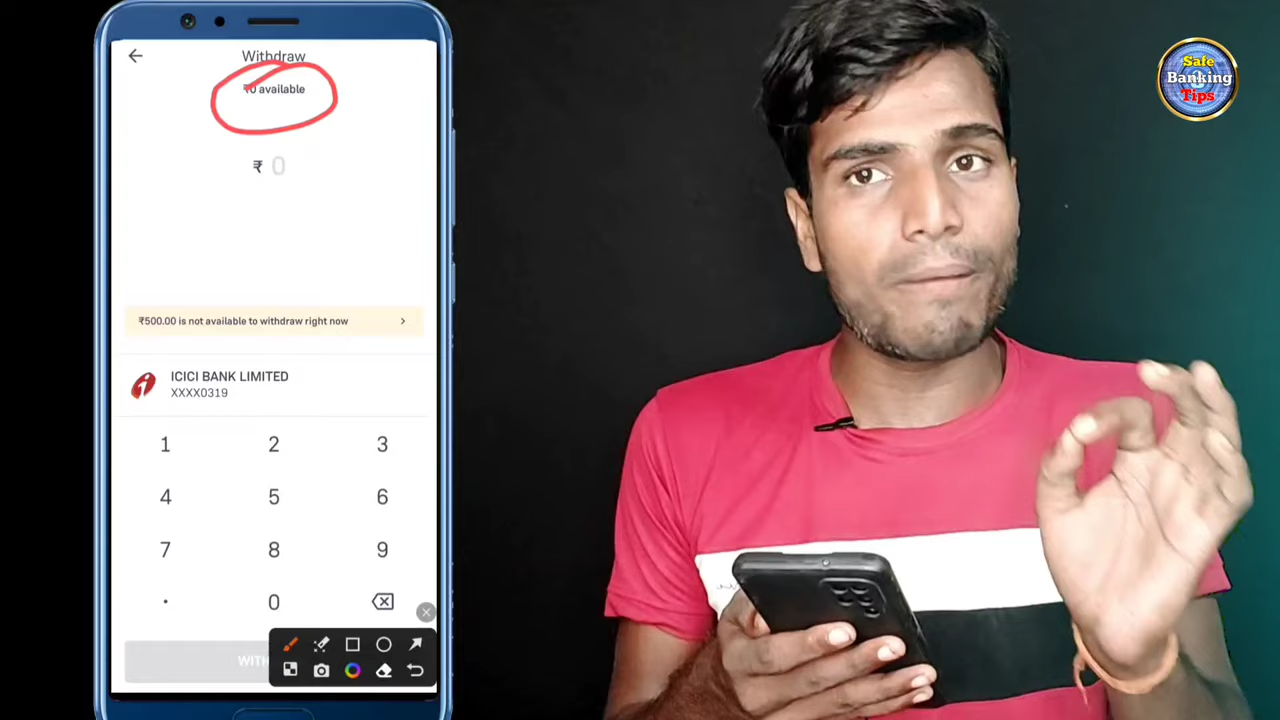 Withdraw
₹0 available
₹ 0
₹500.00 is not available to withdraw right now
ICICI BANK LIMITED
XXXX0319
1 2 3
4 5 6
7 8 9
. 0
WITH
Safe
Banking
Tips